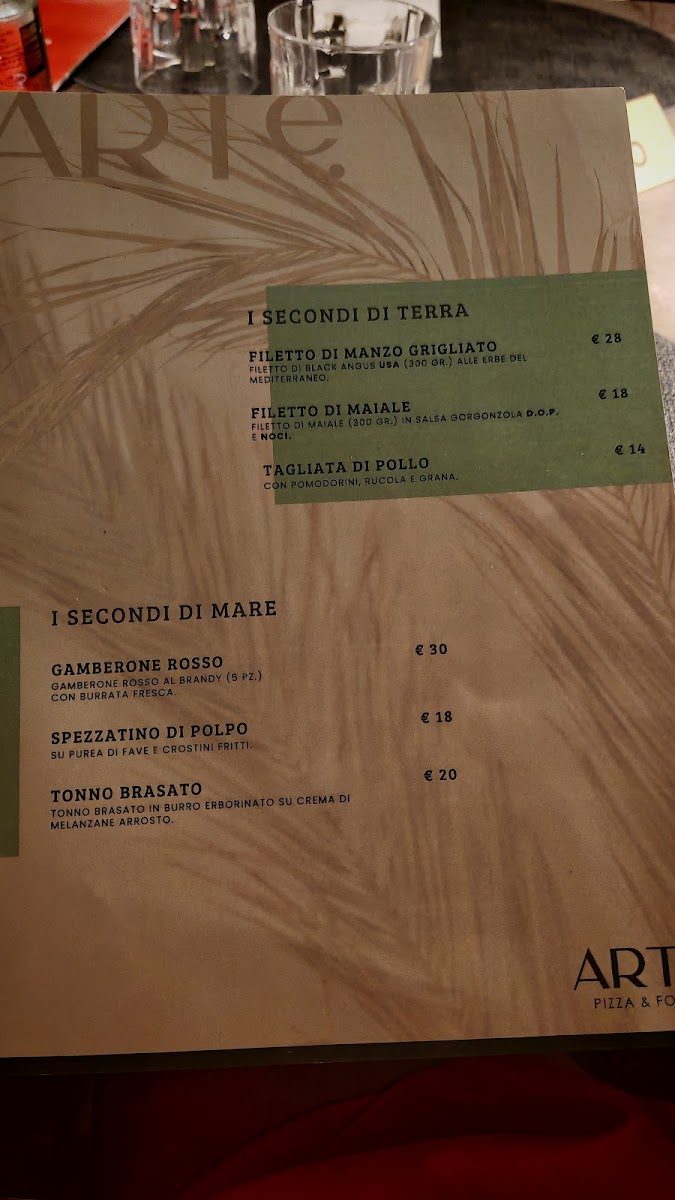 ARTe.
I SECONDI DI TERRA
FILETTO DI MANZO GRIGLIATO € 28
FILETTO DI BLACK ANGUS USA (300 GR.) ALLE ERBE DEL
MEDITERRANEO.
FILETTO DI MAIALE € 18
FILETTO DI MAIALE (300 GR.) IN SALSA GORGONZOLA D.O.P.
E NOCI.
TAGLIATA DI POLLO € 14
CON POMODORINI, RUCOLA E GRANA.
I SECONDI DI MARE
GAMBERONE ROSSO € 30
GAMBERONE ROSSO AL BRANDY (5 PZ.)
CON BURRATA FRESCA.
SPEZZATINO DI POLPO € 18
SU PUREA DI FAVE E CROSTINI FRITTI.
TONNO BRASATO € 20
TONNO BRASATO IN BURRO ERBORINATO SU CREMA DI
MELANZANE ARROSTO.
ART
PIZZA & FO